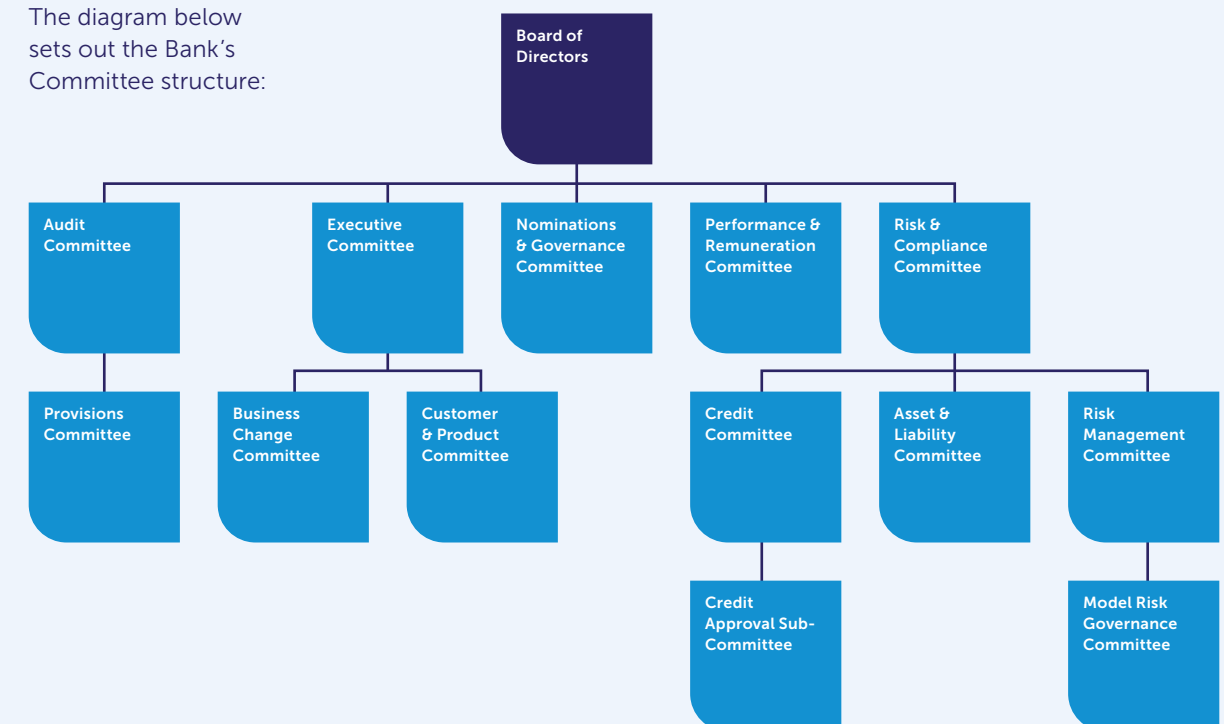 The diagram below
sets out the Bank’s
Committee structure:
Board of
Directors
Audit
Committee
Executive
Committee
Nominations
& Governance
Committee
Performance &
Remuneration
Committee
Risk &
Compliance
Committee
Provisions
Committee
Business
Change
Committee
Customer
& Product
Committee
Credit
Committee
Asset &
Liability
Committee
Risk
Management
Committee
Credit
Approval Sub-
Committee
Model Risk
Governance
Committee